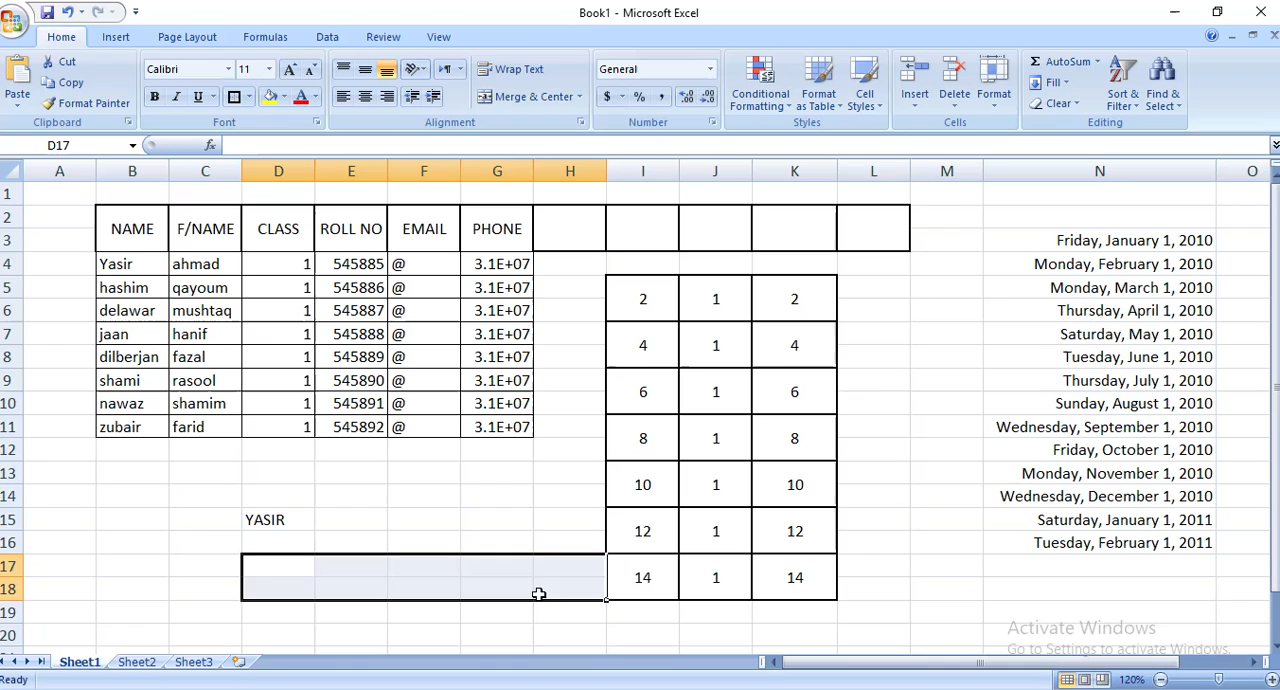 Book1 - Microsoft Excel
Home Insert Page Layout Formulas Data Review View
Paste
Cut
Copy
Format Painter
Clipboard
Calibri 11 A A
B I U A
Font
Wrap Text
Merge & Center
Alignment
General
$ % ,
Number
Conditional Formatting
Format as Table
Cell Styles
Styles
Insert Delete Format
Cells
Σ AutoSum
Fill
Clear
Sort & Filter
Find & Select
Editing
D17 fx
A B C D E F G H I J K L M N O
1
2
NAME F/NAME CLASS ROLL NO EMAIL PHONE
3 Friday, January 1, 2010
4 Yasir ahmad 1 545885 @ 3.1E+07 Monday, February 1, 2010
5 hashim qayoum 1 545886 @ 3.1E+07 Monday, March 1, 2010
2 1 2
6 delawar mushtaq 1 545887 @ 3.1E+07 Thursday, April 1, 2010
7 jaan hanif 1 545888 @ 3.1E+07 Saturday, May 1, 2010
4 1 4
8 dilberjan fazal 1 545889 @ 3.1E+07 Tuesday, June 1, 2010
9 shami rasool 1 545890 @ 3.1E+07 Thursday, July 1, 2010
6 1 6
10 nawaz shamim 1 545891 @ 3.1E+07 Sunday, August 1, 2010
11 zubair farid 1 545892 @ 3.1E+07 Wednesday, September 1, 2010
8 1 8
12 Friday, October 1, 2010
13 Monday, November 1, 2010
10 1 10
14 Wednesday, December 1, 2010
15 YASIR Saturday, January 1, 2011
12 1 12
16 Tuesday, February 1, 2011
17
14 1 14
18
19
20
Activate Windows
Go to Settings to activate Windows.
Sheet1 Sheet2 Sheet3
Ready 120%